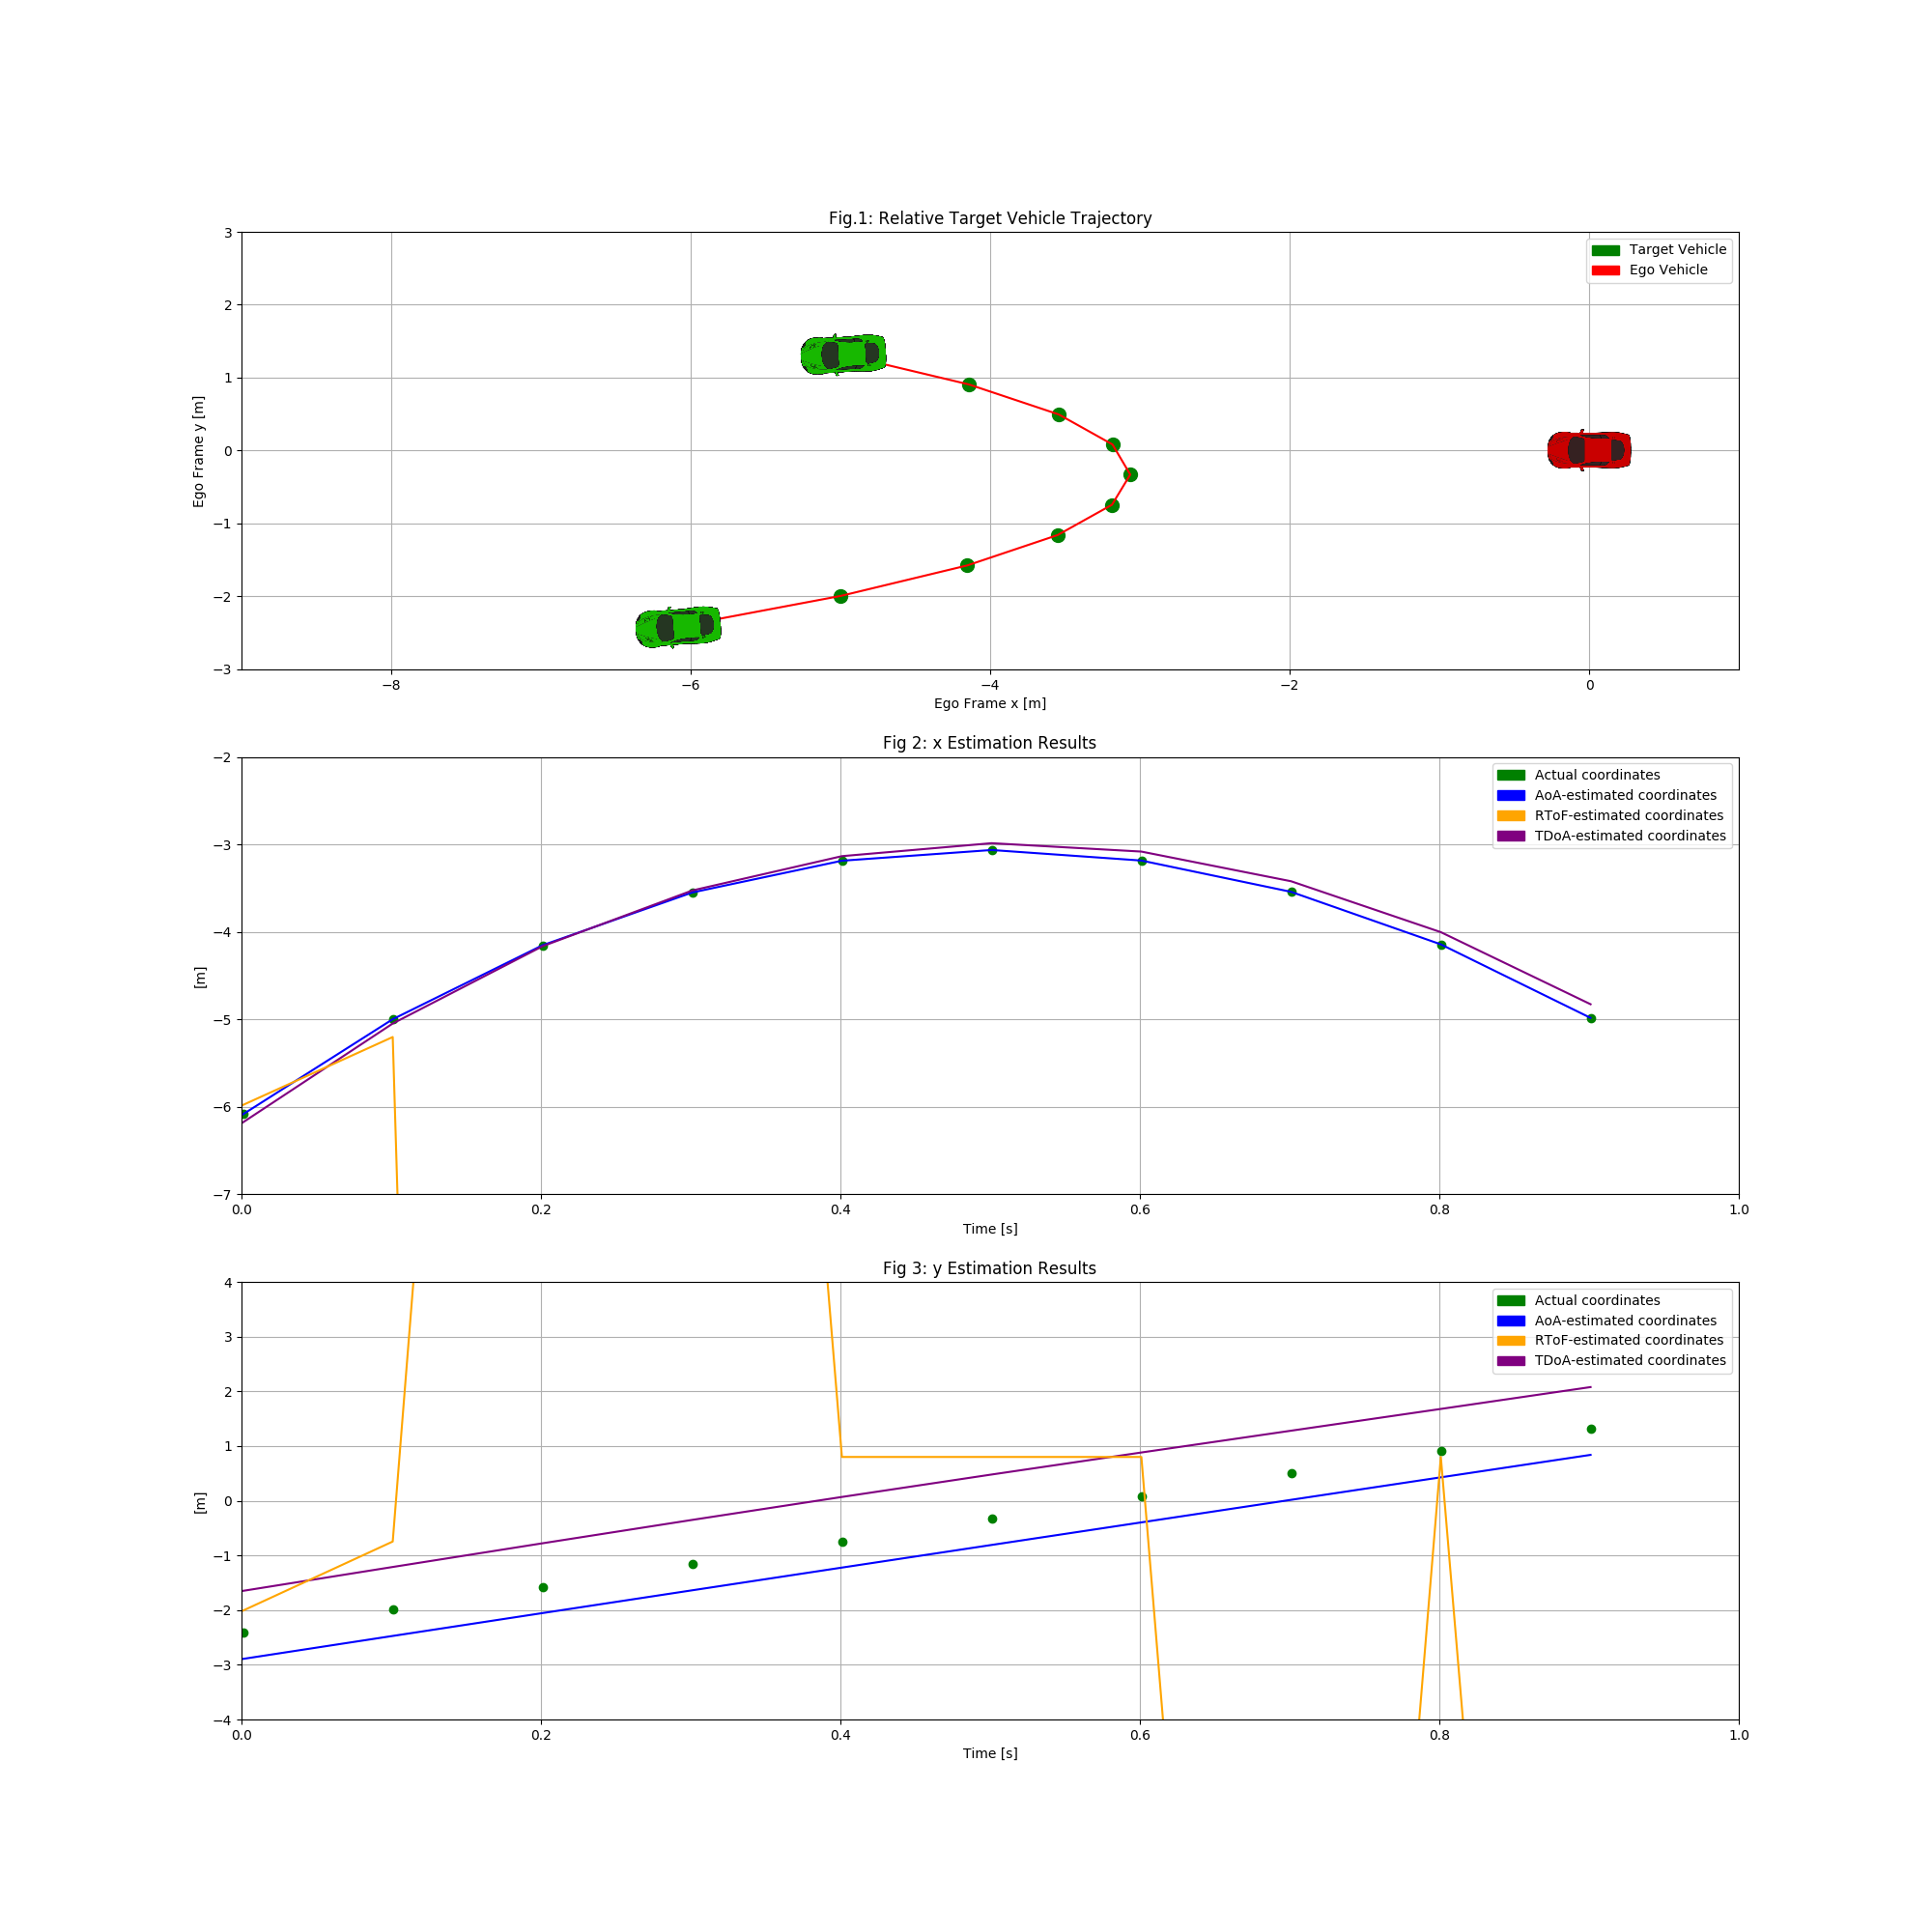 Fig.1: Relative Target Vehicle Trajectory
3
2
1
0
−1
−2
−3
Ego Frame y [m]
Target Vehicle
Ego Vehicle
−8 −6 −4 −2 0
Ego Frame x [m]
Fig 2: x Estimation Results
−2
−3
−4
−5
−6
−7
[m]
Actual coordinates
AoA-estimated coordinates
RToF-estimated coordinates
TDoA-estimated coordinates
0.0 0.2 0.4 0.6 0.8 1.0
Time [s]
Fig 3: y Estimation Results
4
3
2
1
0
−1
−2
−3
−4
[m]
Actual coordinates
AoA-estimated coordinates
RToF-estimated coordinates
TDoA-estimated coordinates
0.0 0.2 0.4 0.6 0.8 1.0
Time [s]